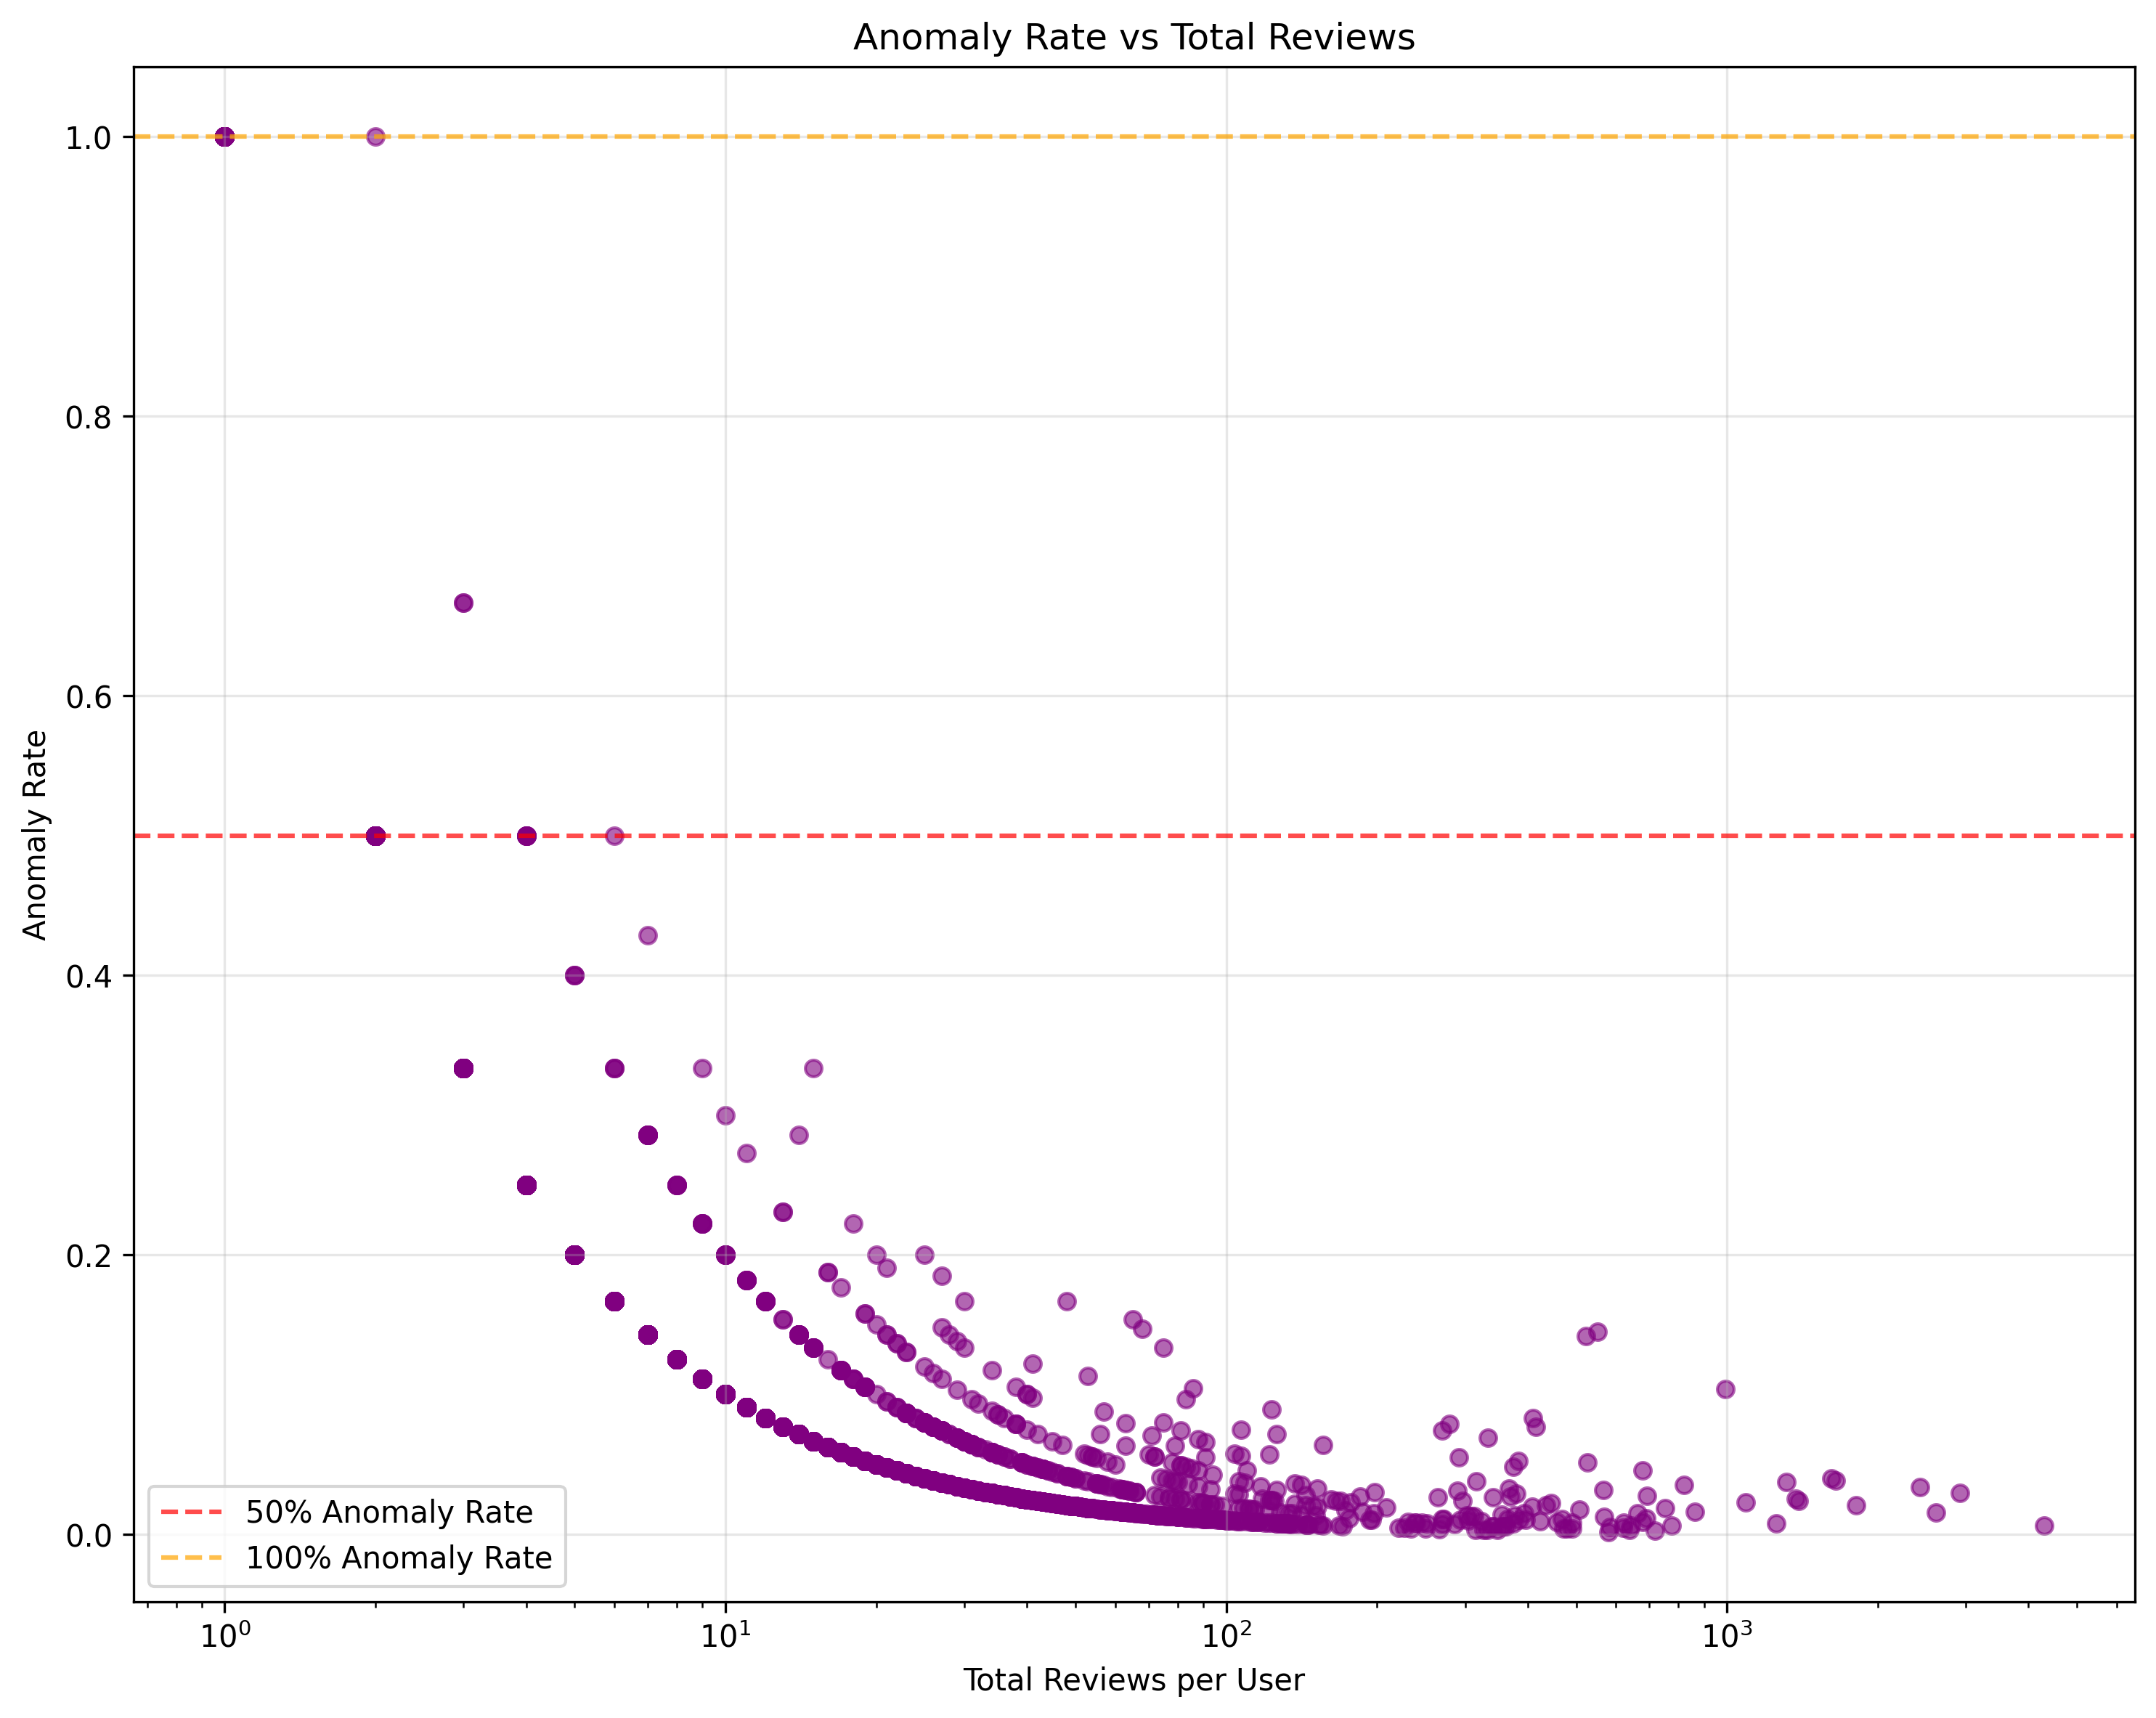 Anomaly Rate vs Total Reviews
Anomaly Rate
1.0
0.8
0.6
0.4
0.2
0.0
50% Anomaly Rate
100% Anomaly Rate
10⁰ 10¹ 10² 10³
Total Reviews per User